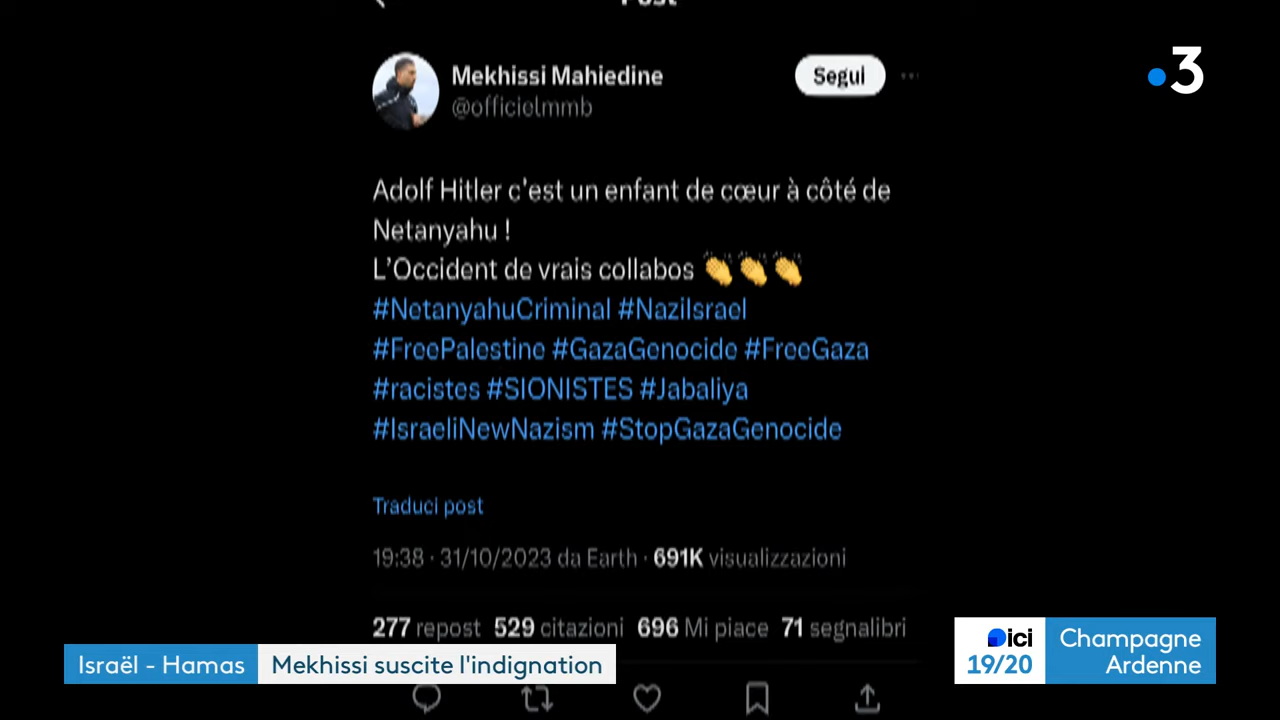 Post
Mekhissi Mahiedine
Segui
@officielmmb
3
Adolf Hitler c'est un enfant de cœur à côté de
Netanyahu !
L'Occident de vrais collabos 👏👏👏
#NetanyahuCriminal #NaziIsrael
#FreePalestine #GazaGenocide #FreeGaza
#racistes #SIONISTES #Jabaliya
#IsraeliNewNazism #StopGazaGenocide
Traduci post
19:38 · 31/10/2023 da Earth · 691K visualizzazioni
277 repost 529 citazioni 696 Mi piace 71 segnalibri
Israël - Hamas Mekhissi suscite l'indignation
ici
19/20
Champagne
Ardenne